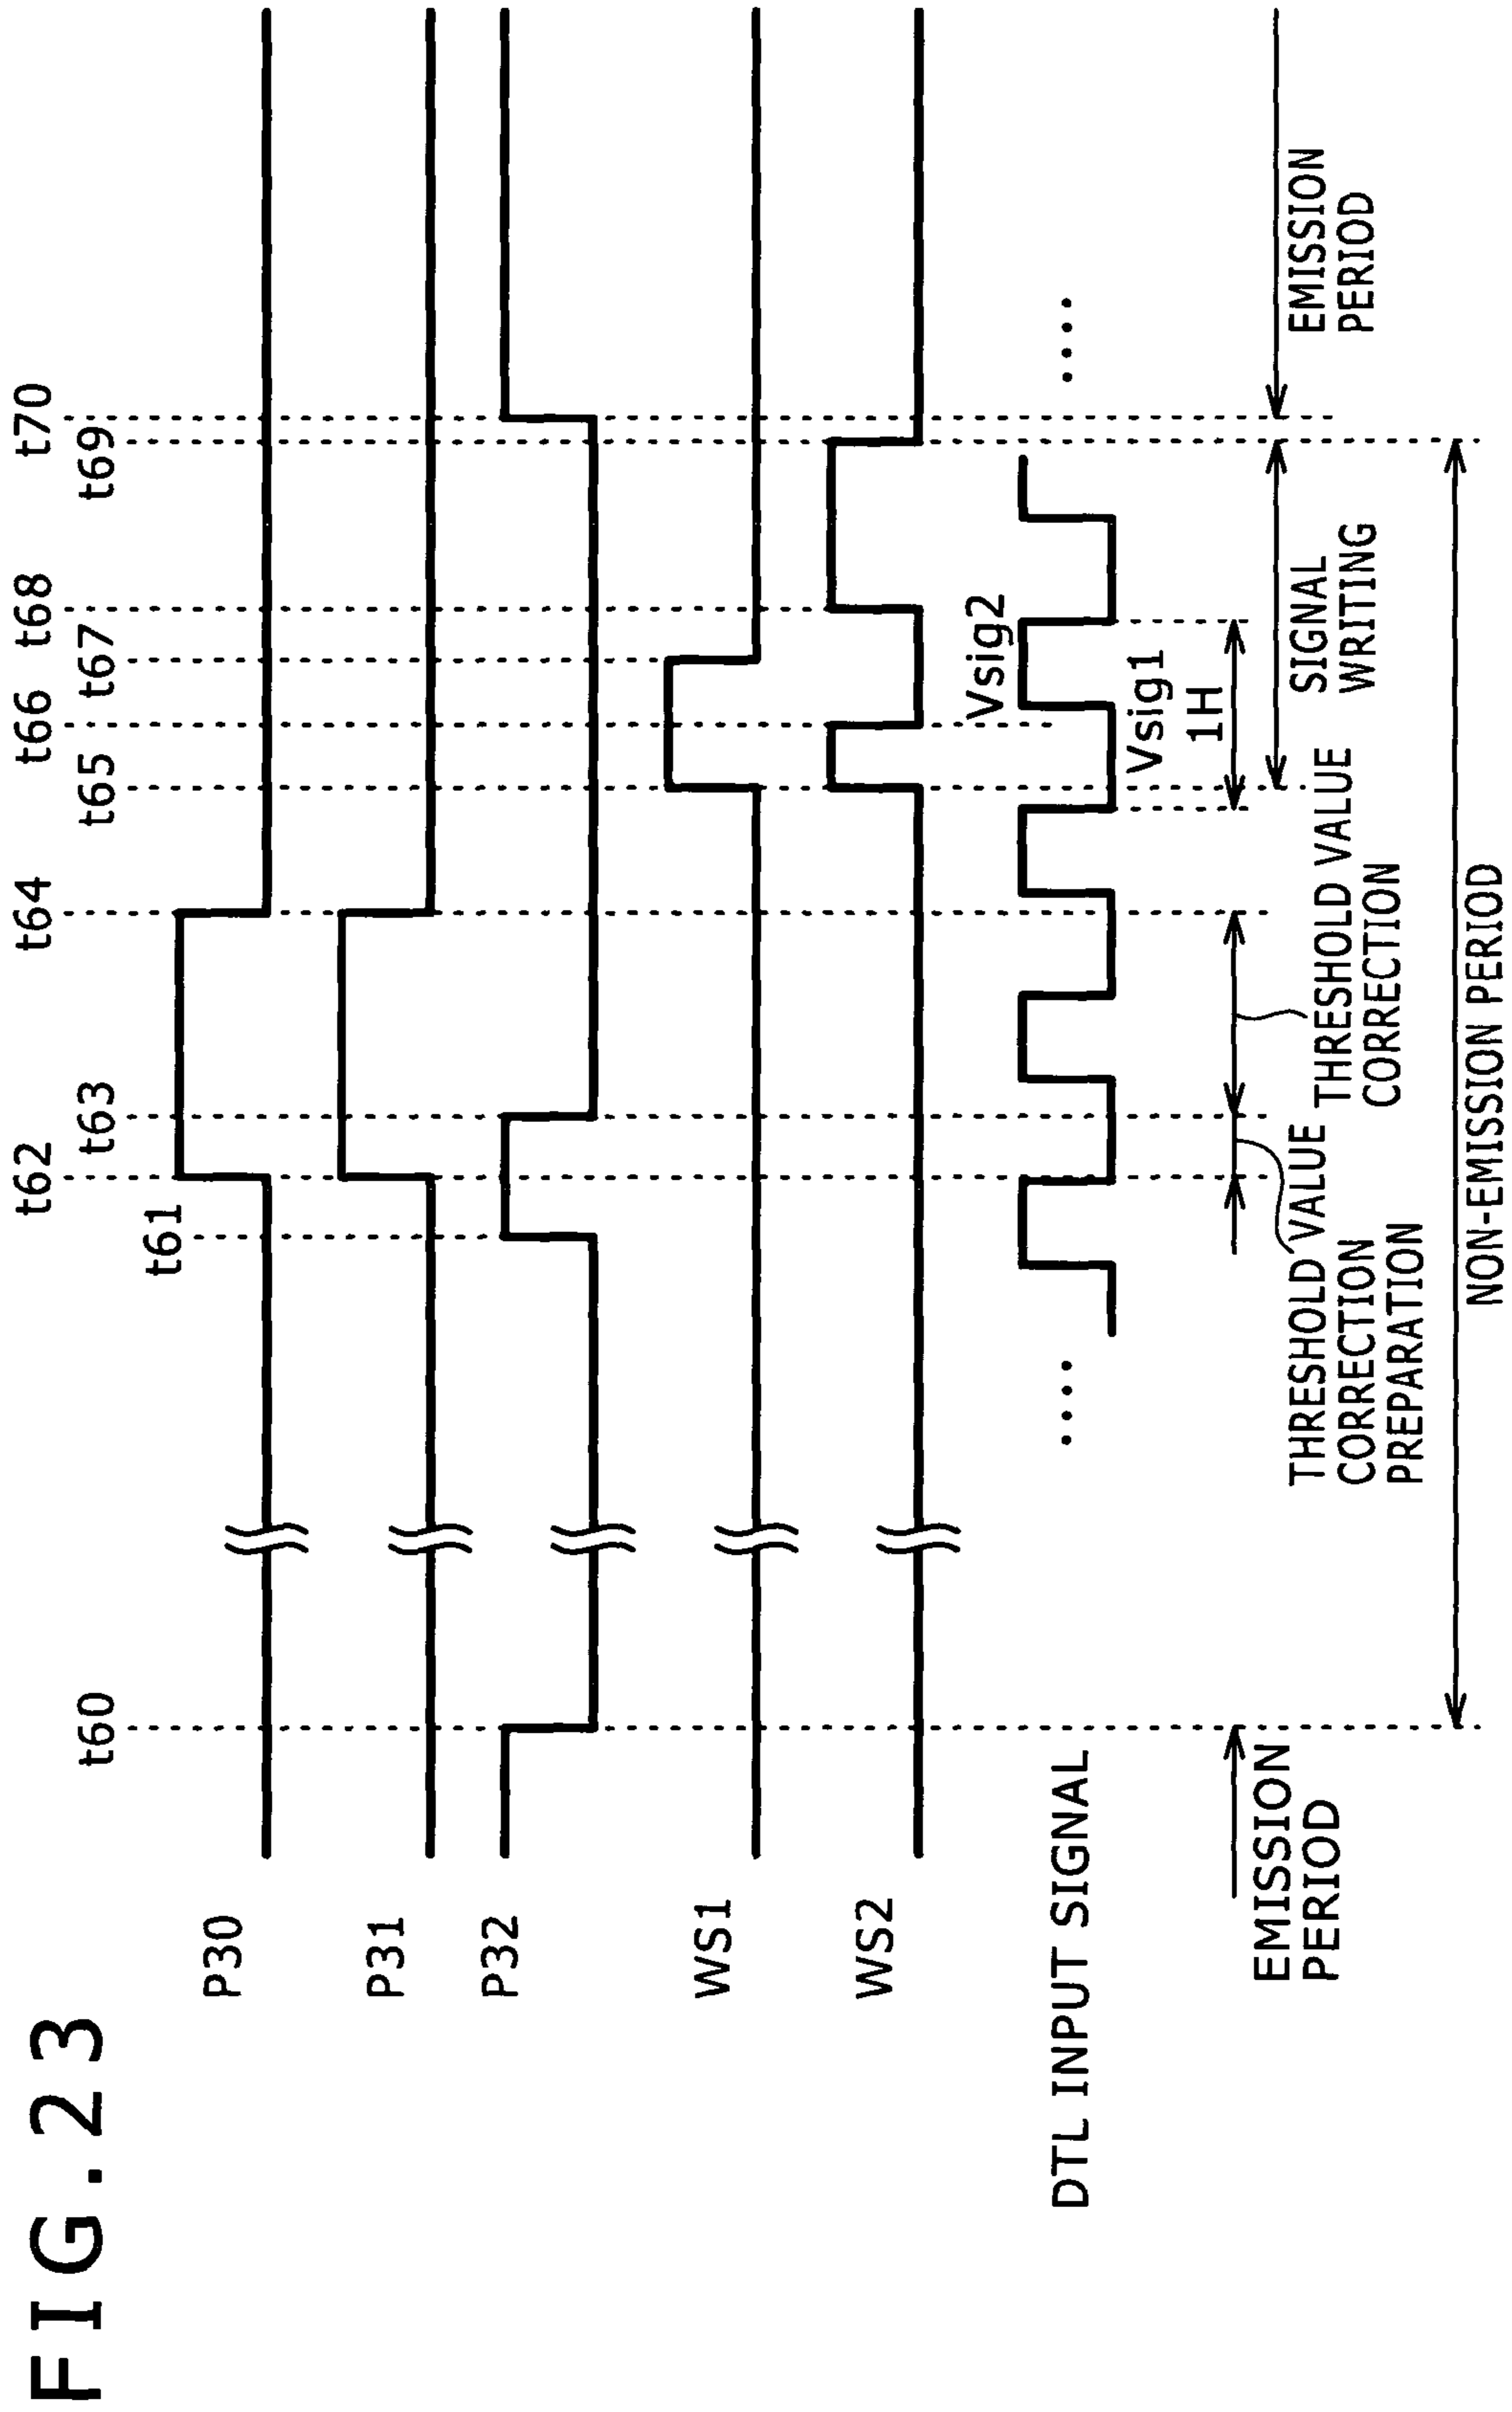 FIG.23
t60
t61
t62
t63
t64
t65
t66
t67
t68
t69
t70
P30
P31
P32
WS1
WS2
DTL INPUT SIGNAL
....
Vsig2
Vsig1
1H
....
EMISSION
PERIOD
THRESHOLD VALUE
CORRECTION
PREPARATION
THRESHOLD VALUE
CORRECTION
SIGNAL
WRITING
EMISSION
PERIOD
NON-EMISSION PERIOD